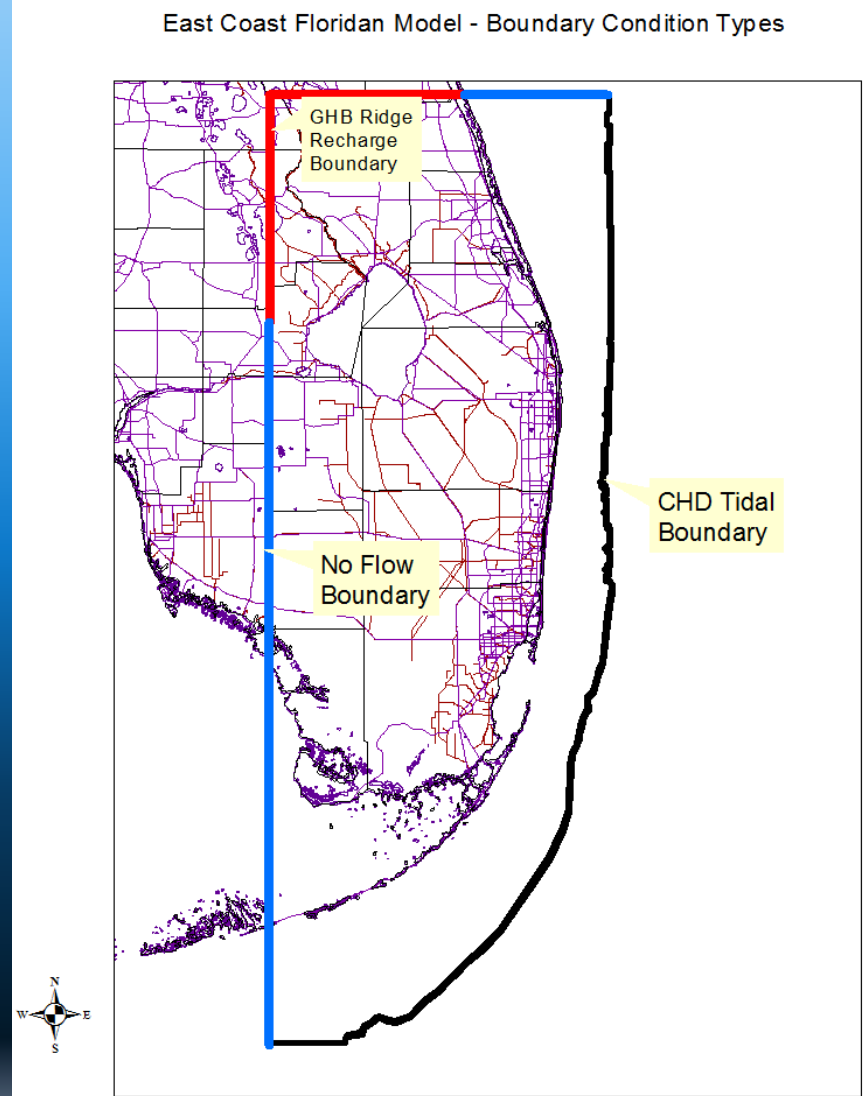 East Coast Floridan Model - Boundary Condition Types
GHB Ridge
Recharge
Boundary
CHD Tidal
Boundary
No Flow
Boundary
N
W
E
S